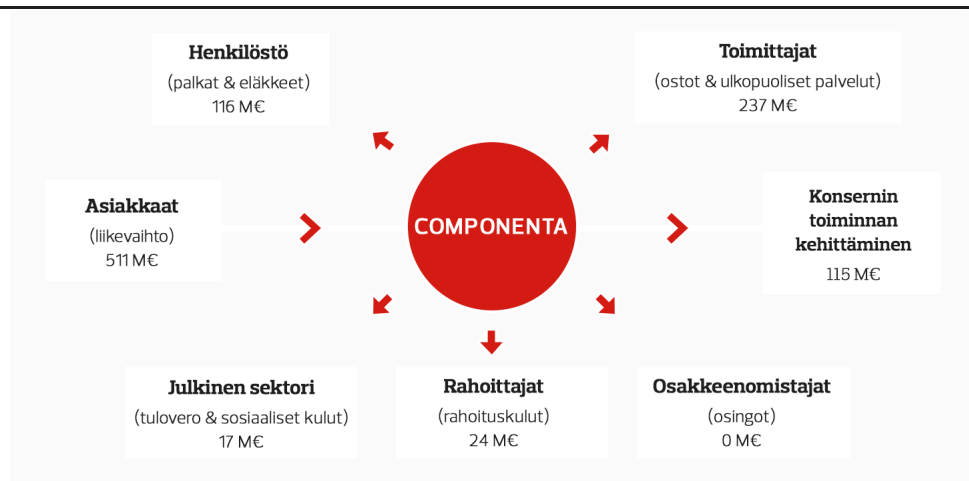 Henkilöstö
(palkat & eläkkeet)
116 M€
Toimittajat
(ostot & ulkopuoliset palvelut)
237 M€
Asiakkaat
(liikevaihto)
511 M€
COMPONENTA
Konsernin
toiminnan
kehittäminen
115 M€
Julkinen sektori
(tulovero & sosiaaliset kulut)
17 M€
Rahoittajat
(rahoituskulut)
24 M€
Osakkeenomistajat
(osingot)
0 M€